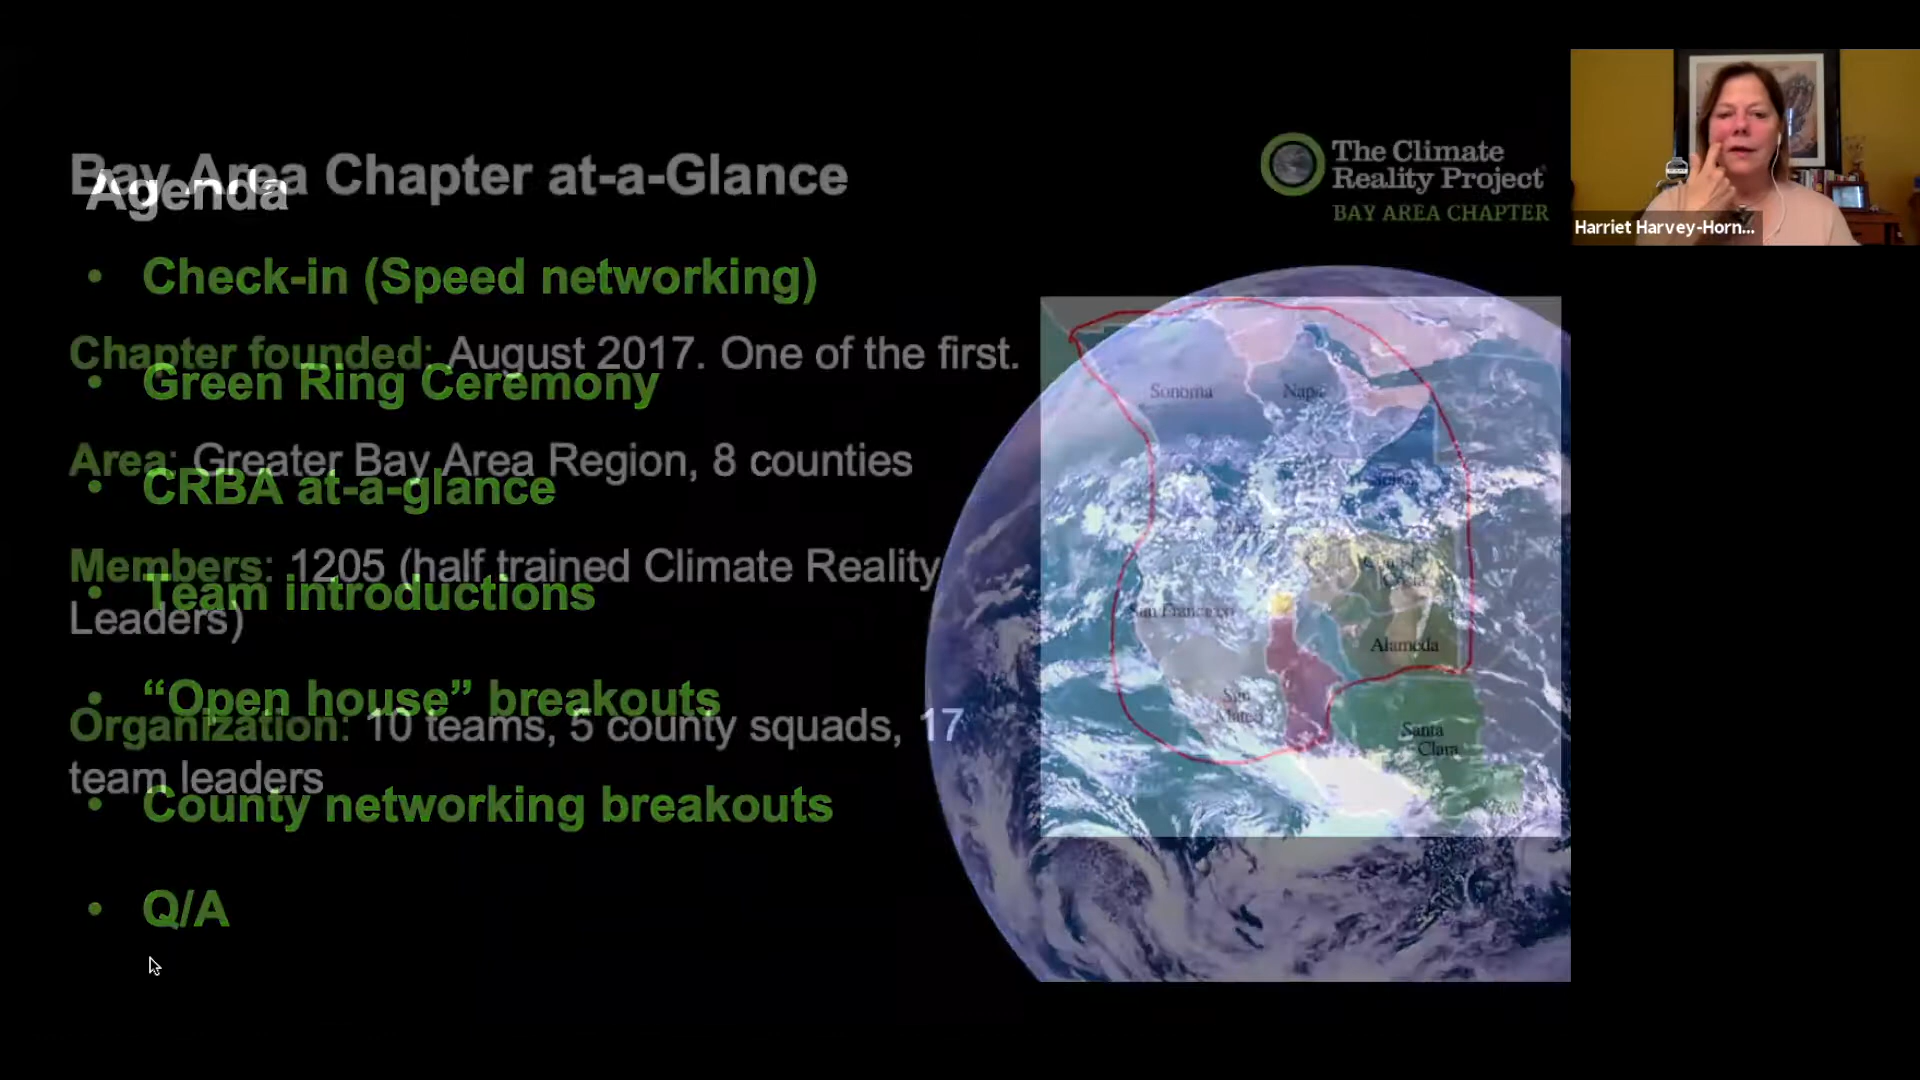 Bay Area Chapter at-a-Glance
Agenda
The Climate
Reality Project
BAY AREA CHAPTER
Harriet Harvey-Horn...
• Check-in (Speed networking)
Chapter founded: August 2017. One of the first.
• Green Ring Ceremony
Area: Greater Bay Area Region, 8 counties
• CRBA at-a-glance
Members: 1205 (half trained Climate Reality
Leaders)
• Team introductions
• “Open house” breakouts
Organization: 10 teams, 5 county squads, 17
team leaders
• County networking breakouts
• Q/A
Sonoma
Napa
San Francisco
Contra
Costa
Alameda
San
Mateo
Santa
Clara